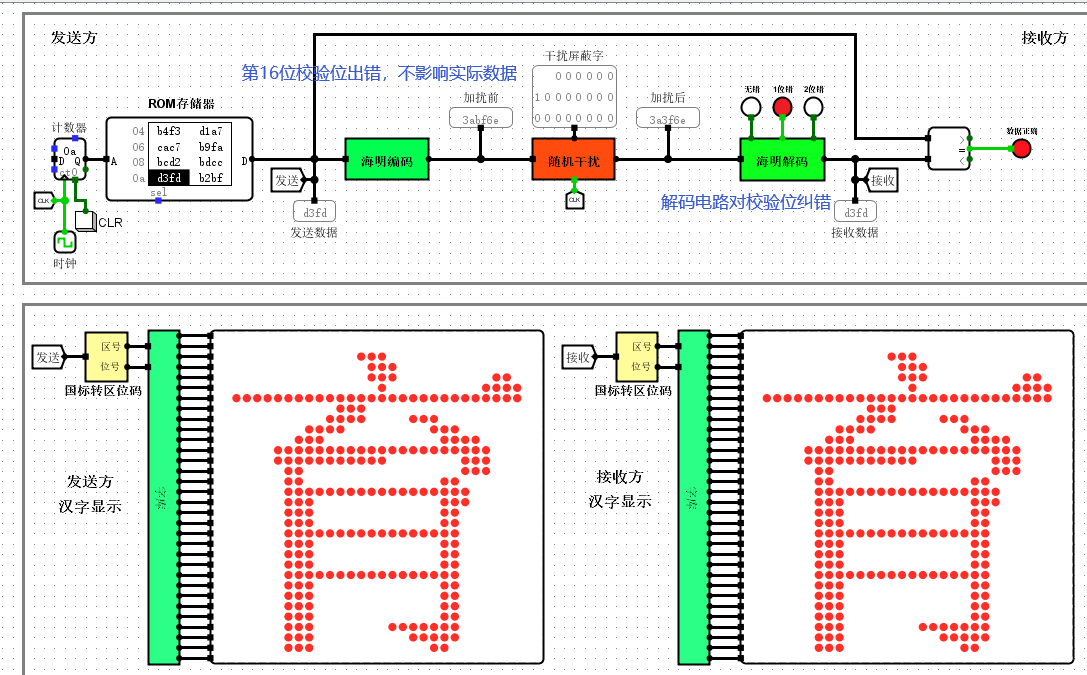 发送方
接收方
第16位校验位出错，不影响实际数据
干扰屏蔽字
000000
10000000
00000000
加扰前
3abf6e
加扰后
3a3f6e
无错
1位错
2位错
数据正确
ROM存储器
04 b4f3 d1a7
06 cac7 b9fa
08 bcd2 bdcc
0a d3fd b2bf
A
D
sel
计数器
0a
D Q
ct0
CLK
CLR
时钟
海明编码
随机干扰
CLK
海明解码
>
=
<
发送
d3fd
发送数据
解码电路对校验位纠错
接收
d3fd
接收数据
发送
区号
位号
国标转区位码
发送方
汉字显示
接收
区号
位号
国标转区位码
接收方
汉字显示
育
育